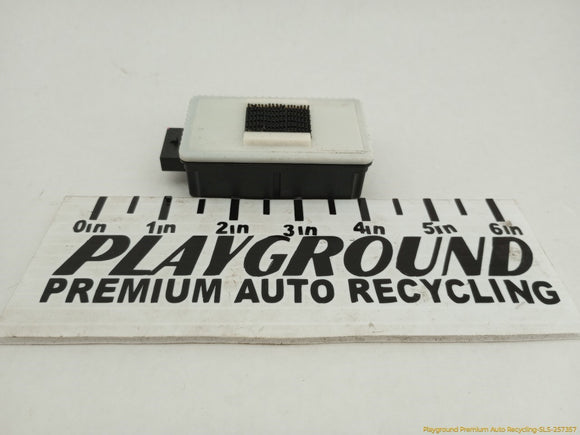 0in 1in 2in 3in 4in 5in 6in
PLAYGROUND
PREMIUM AUTO RECYCLING
Playground Premium Auto Recycling-SLS-257357